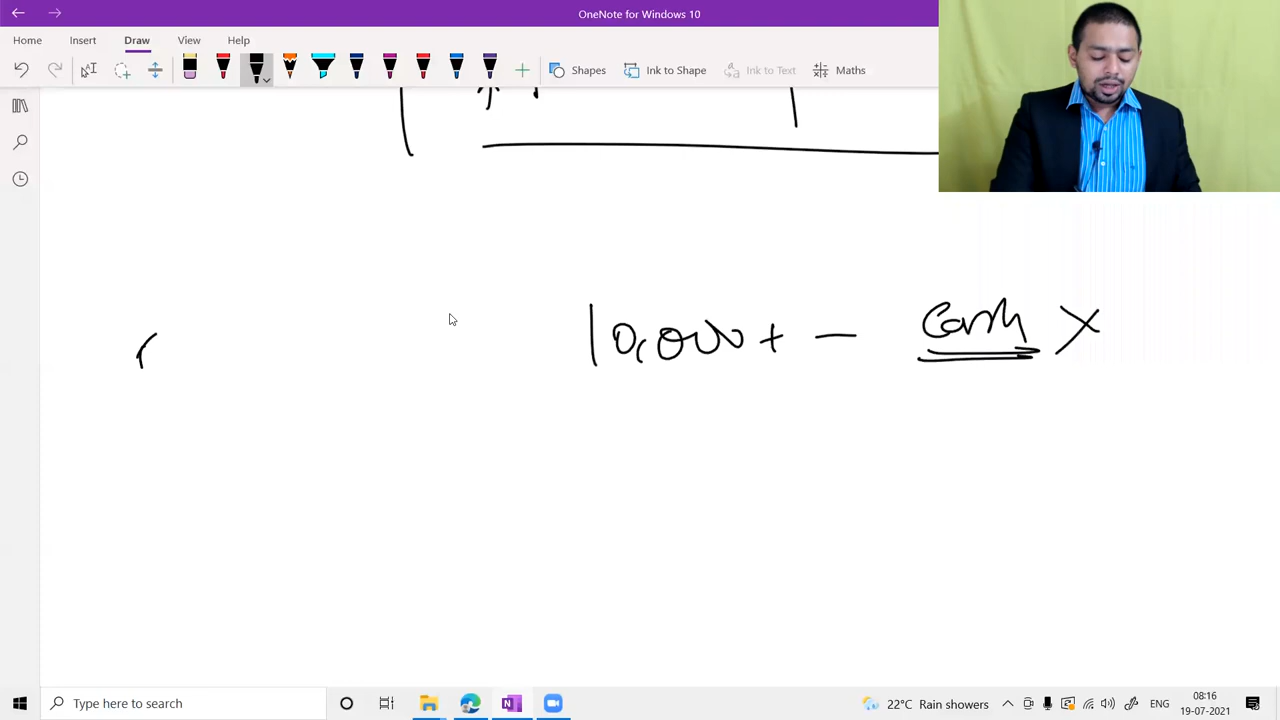 OneNote for Windows 10
Home Insert Draw View Help
Shapes Ink to Shape Ink to Text Maths
10,000+ — Cash X
Type here to search
22°C Rain showers ENG 08:16 19-07-2021